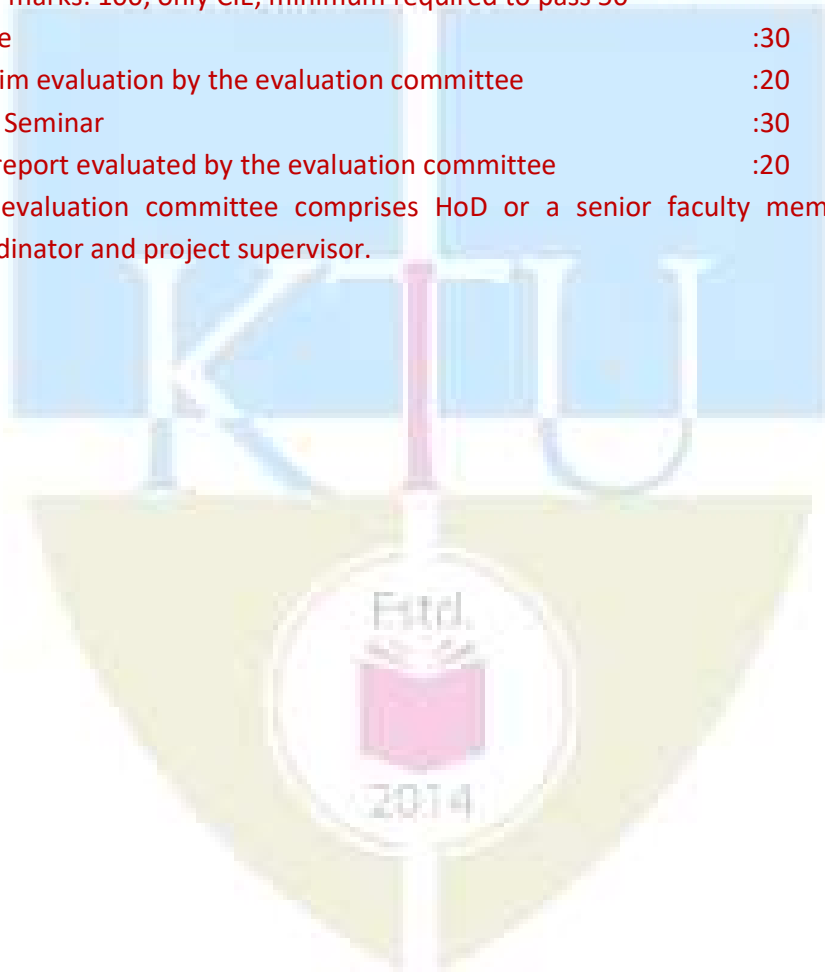 marks: 100, only CIE, minimum required to pass 50
e :30
im evaluation by the evaluation committee :20
Seminar :30
report evaluated by the evaluation committee :20
evaluation committee comprises HoD or a senior faculty mem
dinator and project supervisor.
KTU
Estd.
2014